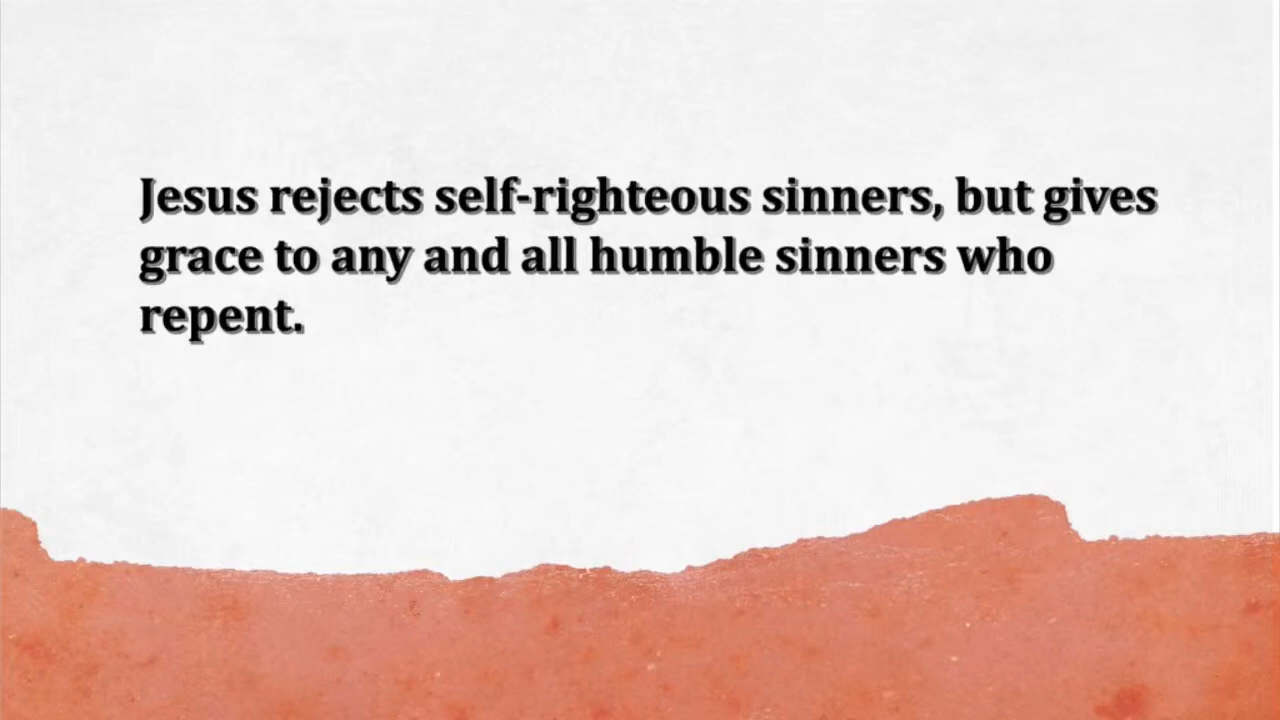 Jesus rejects self-righteous sinners, but gives
grace to any and all humble sinners who
repent.